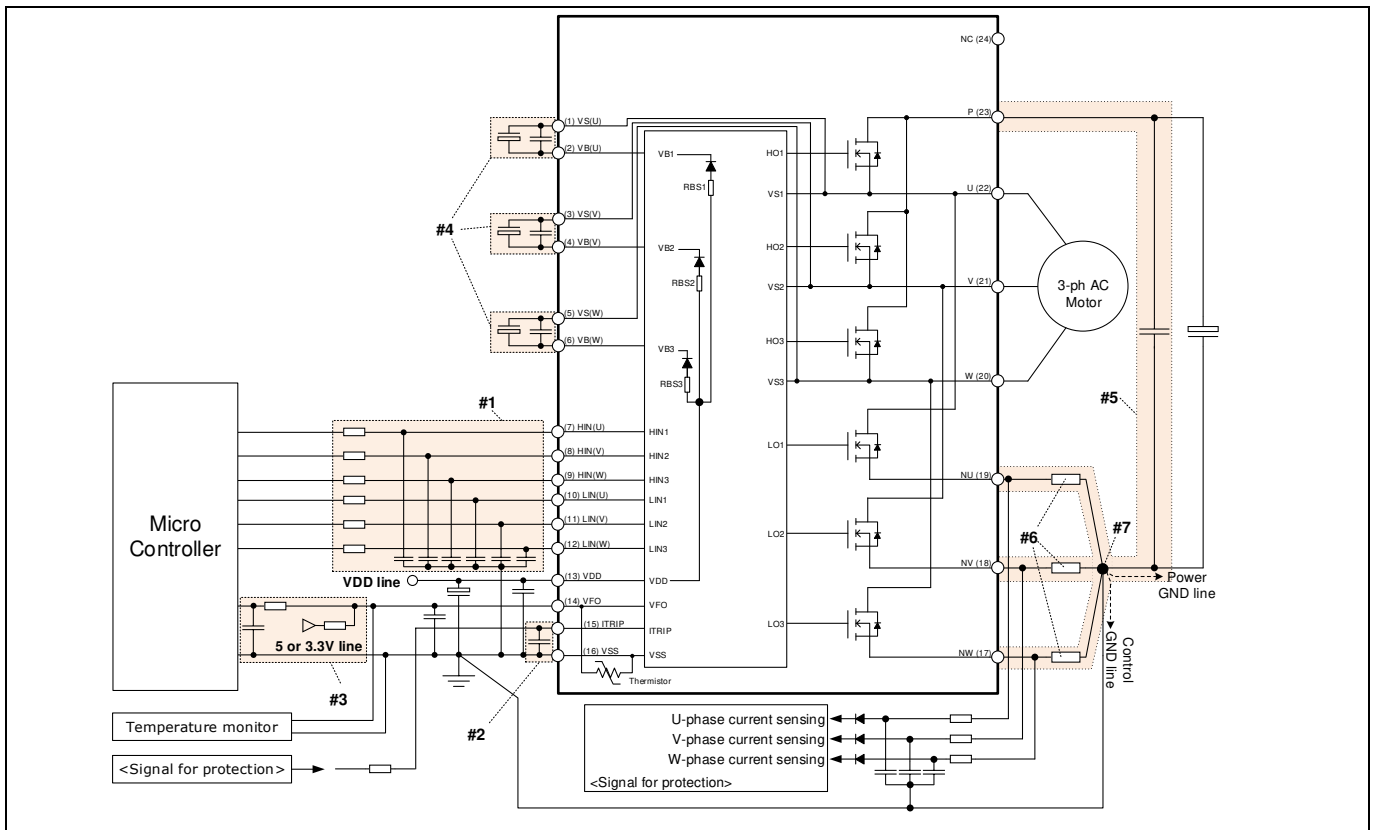 NC (24)
P (23)
(1) VS(U)
(2) VB(U)
VB1
HO1
RBS1
VS1
U (22)
(3) VS(V)
#4
(4) VB(V)
VB2
HO2
RBS2
VS2
V (21)
3-ph AC
Motor
(5) VS(W)
(6) VB(W)
VB3
HO3
RBS3
VS3
W (20)
#5
#1
(7) HIN(U)
HIN1
(8) HIN(V)
HIN2
(9) HIN(W)
HIN3
(10) LIN(U)
LIN1
(11) LIN(V)
LIN2
(12) LIN(W)
LIN3
LO1
NU (19)
Micro
Controller
LO2
#6
#7
NV (18)
VDD line
(13) VDD
VDD
Power
GND line
(14) VFO
VFO
(15) ITRIP
ITRIP
LO3
5 or 3.3V line
(16) VSS
VSS
NW (17)
Control
GND line
Thermistor
#3
#2
Temperature monitor
<Signal for protection>
U-phase current sensing
V-phase current sensing
W-phase current sensing
<Signal for protection>